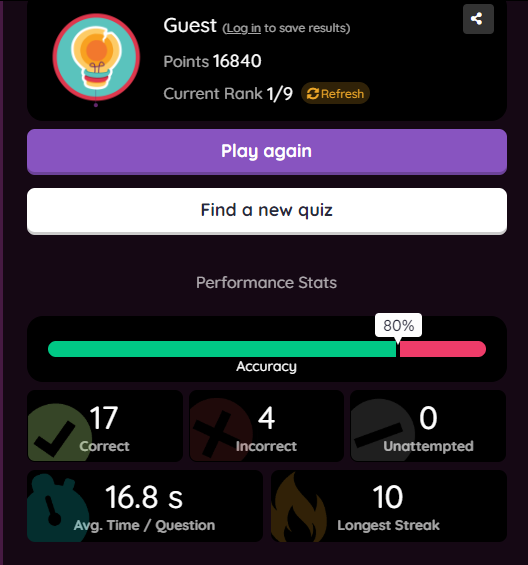 Guest (Log in to save results)
Points 16840
Current Rank 1/9 Refresh
Play again
Find a new quiz
Performance Stats
80%
Accuracy
17
Correct
4
Incorrect
0
Unattempted
16.8 s
Avg. Time / Question
10
Longest Streak